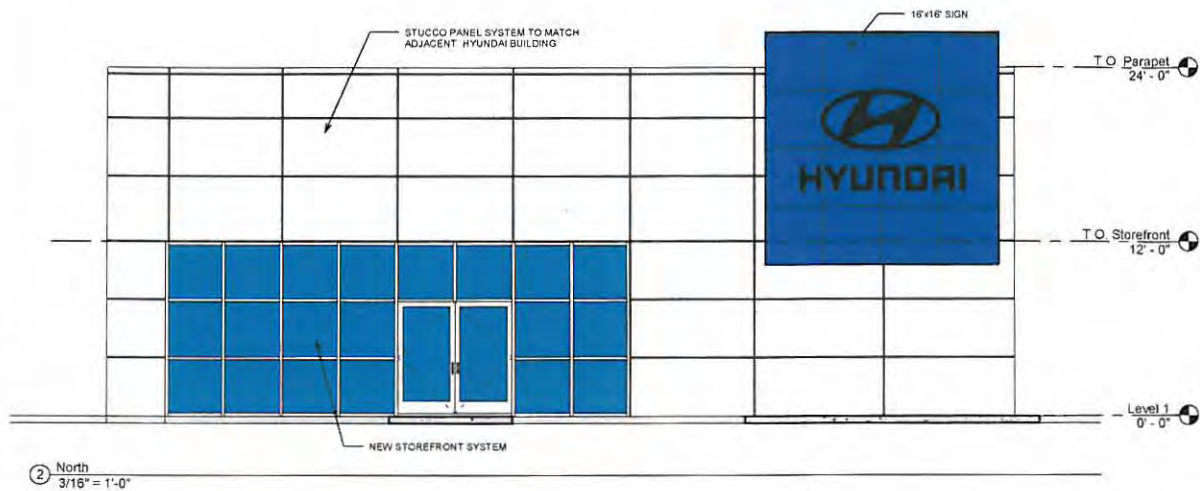 16'x16' SIGN
STUCCO PANEL SYSTEM TO MATCH
ADJACENT HYUNDAI BUILDING
T.O. Parapet
24' - 0"
HYUNDAI
T.O. Storefront
12' - 0"
Level 1
0' - 0"
NEW STOREFRONT SYSTEM
2 North
3/16" = 1'-0"